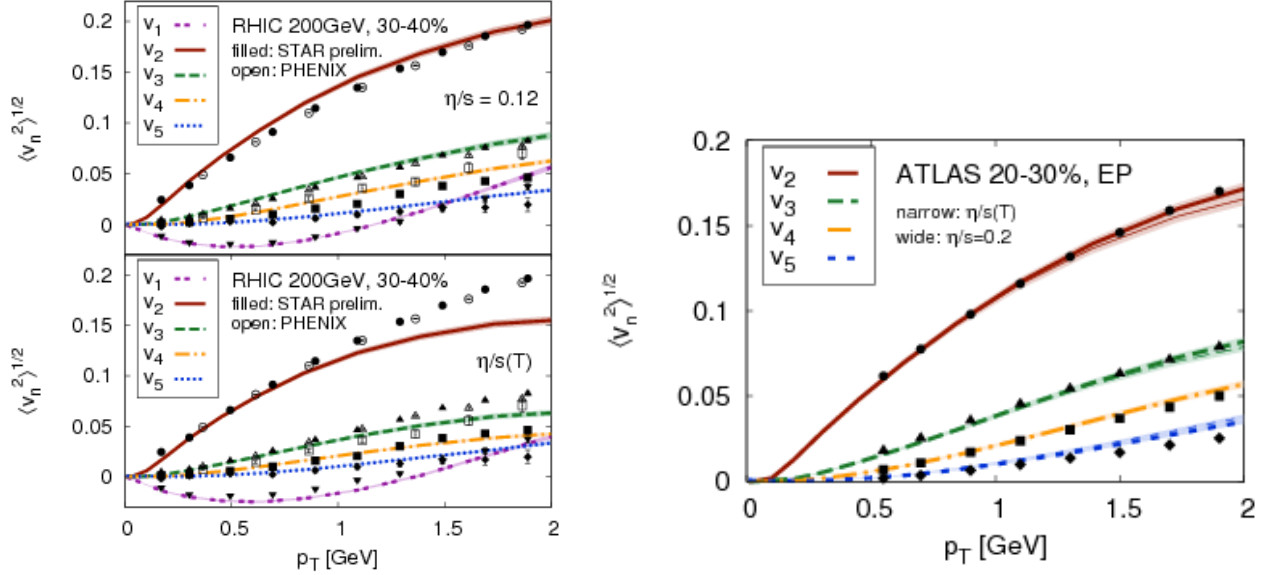 v₁ RHIC 200GeV, 30-40%
v₂ filled: STAR prelim.
v₃ open: PHENIX
v₄
v₅
η/s = 0.12
⟨vₙ²⟩^1/2
0.2
0.15
0.1
0.05
0
v₁ RHIC 200GeV, 30-40%
v₂ filled: STAR prelim.
v₃ open: PHENIX
v₄
v₅
η/s(T)
⟨vₙ²⟩^1/2
0.2
0.15
0.1
0.05
0
0 0.5 1 1.5 2
p_T [GeV]
v₂ ATLAS 20-30%, EP
v₃ narrow: η/s(T)
v₄ wide: η/s=0.2
v₅
⟨vₙ²⟩^1/2
0.2
0.15
0.1
0.05
0
0 0.5 1 1.5 2
p_T [GeV]